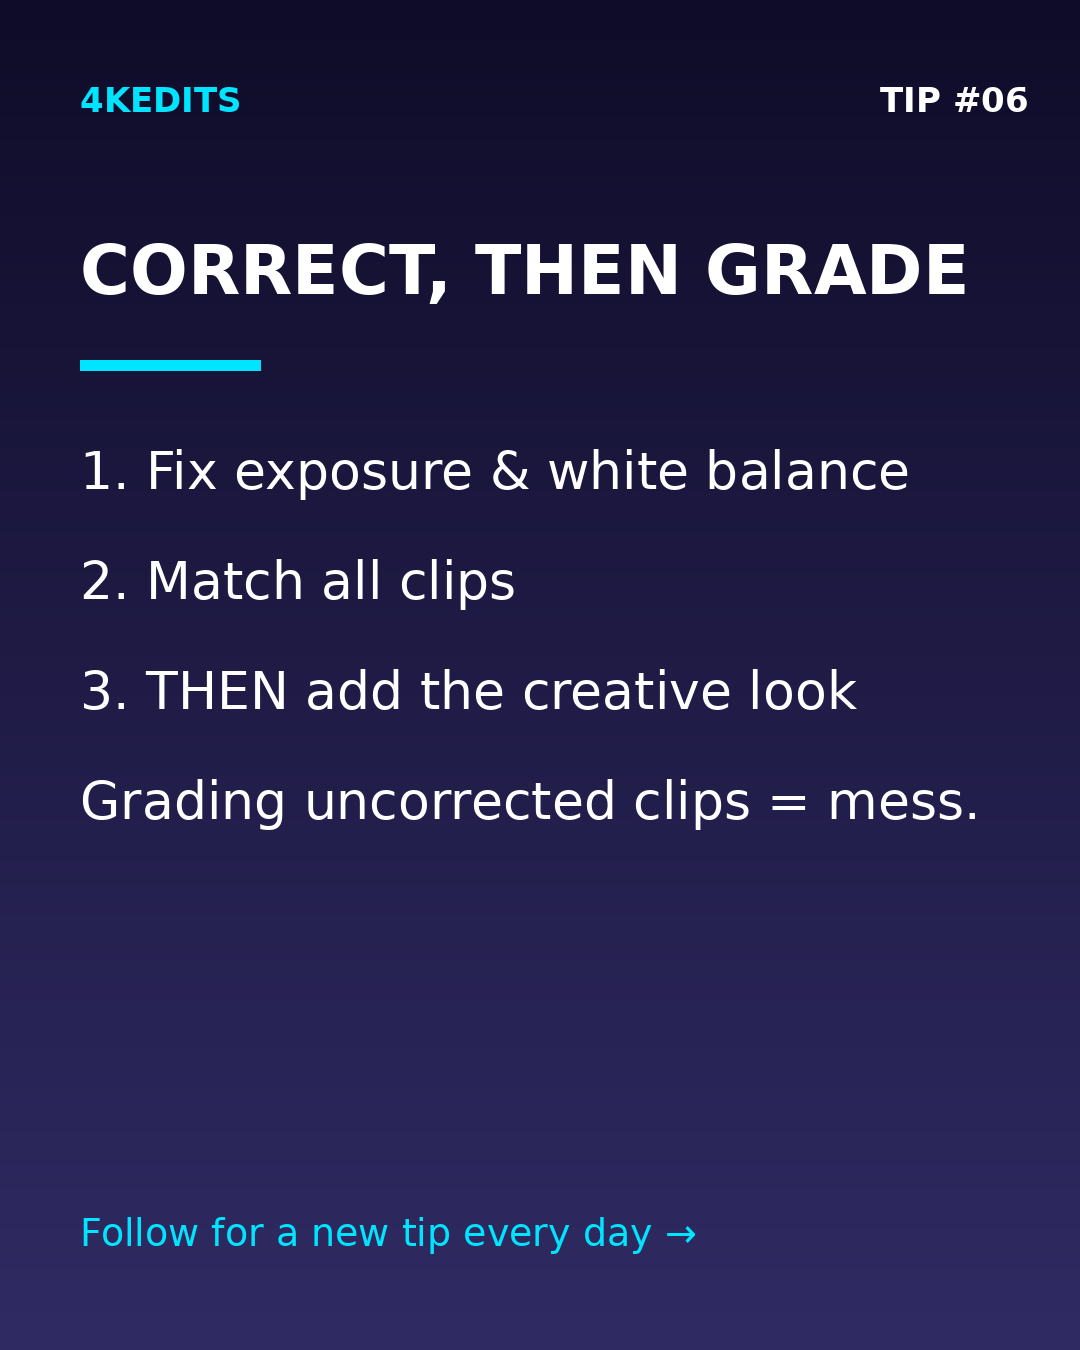 4KEDITS
TIP #06
CORRECT, THEN GRADE
1. Fix exposure & white balance
2. Match all clips
3. THEN add the creative look
Grading uncorrected clips = mess.
Follow for a new tip every day →